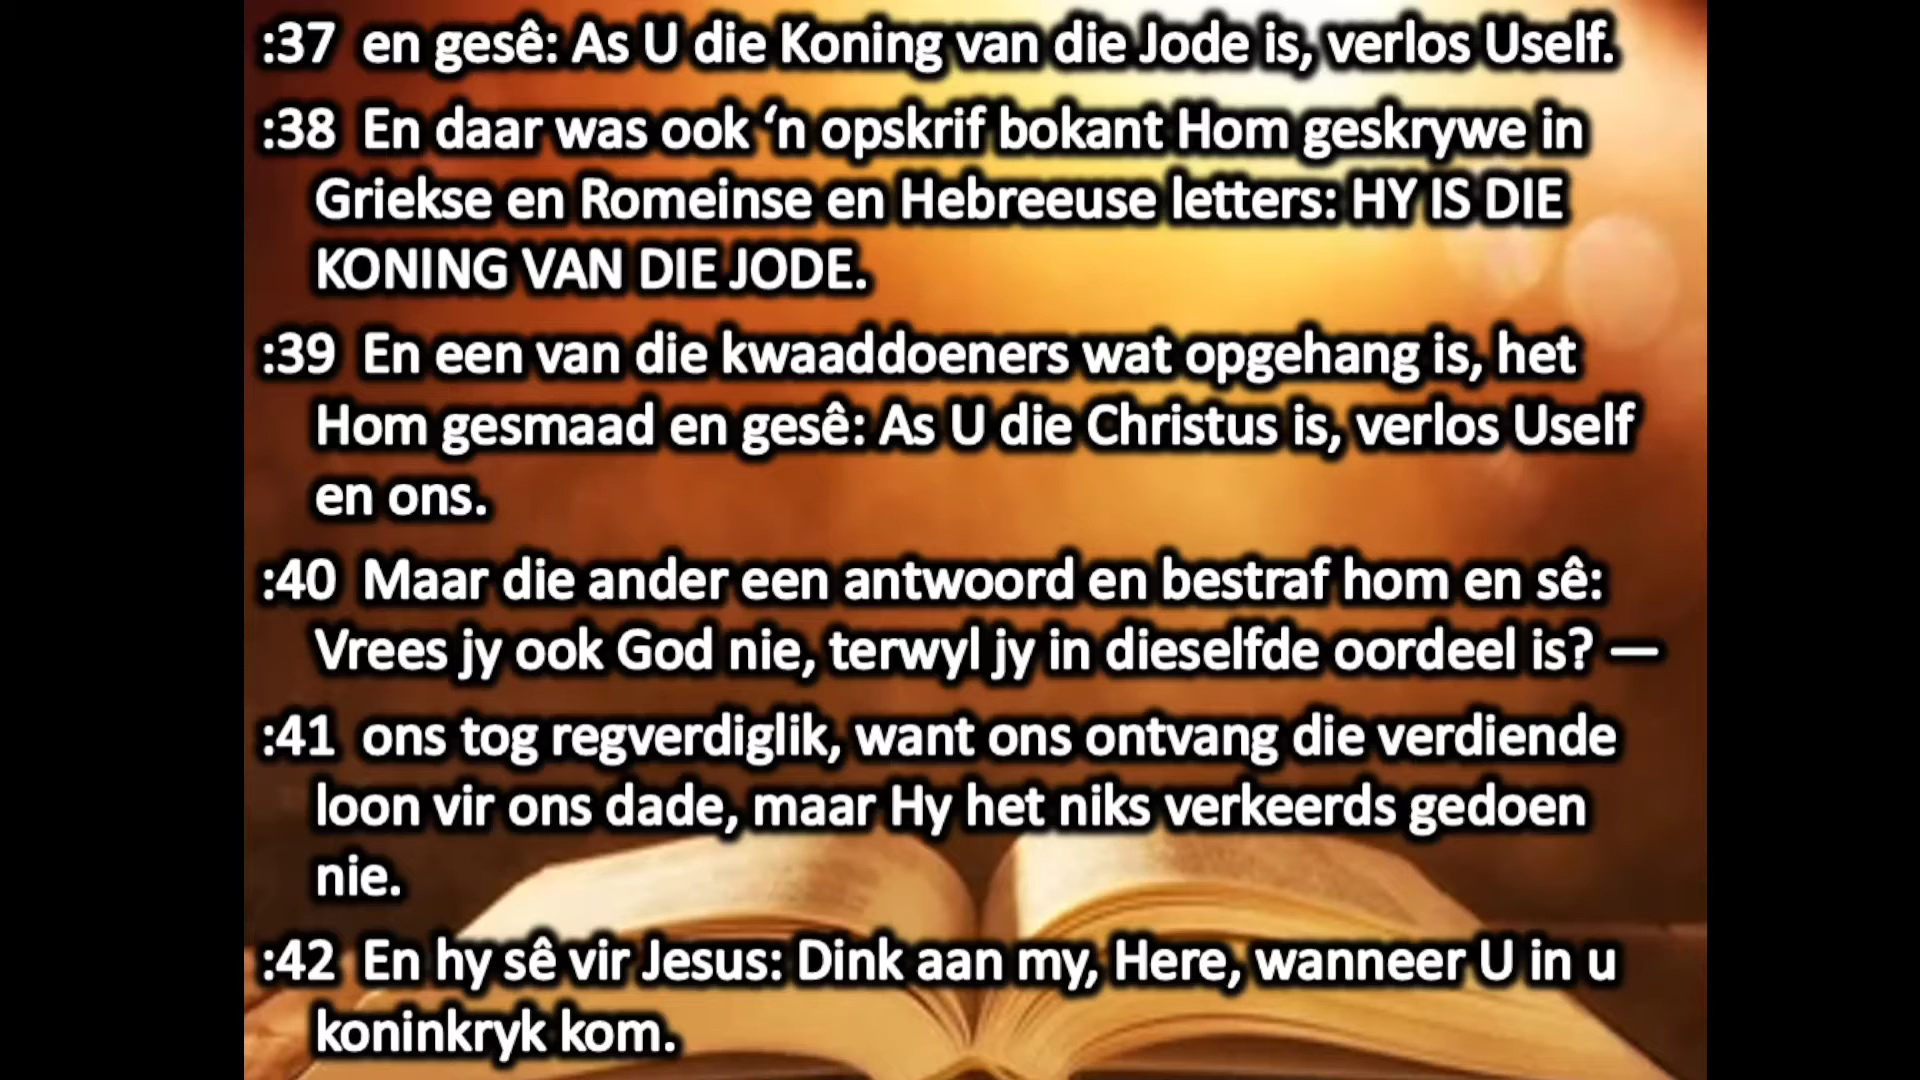 :37 en gesê: As U die Koning van die Jode is, verlos Uself.
:38 En daar was ook ‘n opskrif bokant Hom geskrywe in
Griekse en Romeinse en Hebreeuse letters: HY IS DIE
KONING VAN DIE JODE.
:39 En een van die kwaaddoeners wat opgehang is, het
Hom gesmaad en gesê: As U die Christus is, verlos Uself
en ons.
:40 Maar die ander een antwoord en bestraf hom en sê:
Vrees jy ook God nie, terwyl jy in dieselfde oordeel is? —
:41 ons tog regverdiglik, want ons ontvang die verdiende
loon vir ons dade, maar Hy het niks verkeerds gedoen
nie.
:42 En hy sê vir Jesus: Dink aan my, Here, wanneer U in u
koninkryk kom.